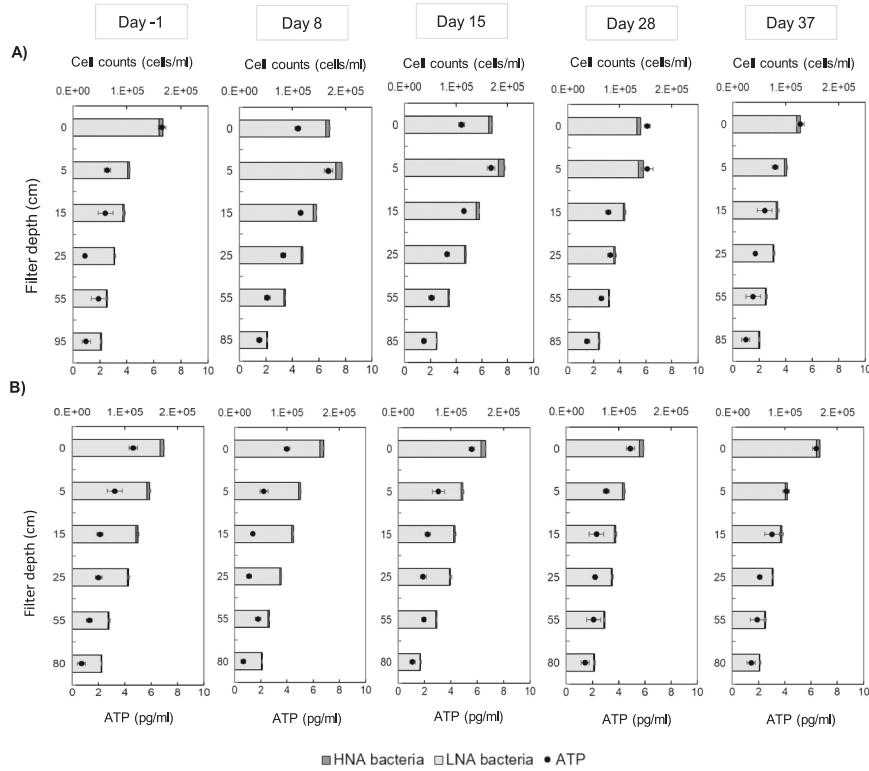 Day -1 Day 8 Day 15 Day 28 Day 37
A)
Cell counts (cells/ml) Cell counts (cells/ml) Cell counts (cells/ml) Cell counts (cells/ml) Cell counts (cells/ml)
0.E+00 1.E+05 2.E+05 0.E+00 1.E+05 2.E+05 0.E+00 1.E+05 2.E+05 0.E+00 1.E+05 2.E+05 0.E+00 1.E+05 2.E+05
Filter depth (cm)
0 0 0 0 0
5 5 5 5 5
15 15 15 15 15
25 25 25 25 25
55 55 55 55 55
95 85 85 85 85
0 2 4 6 8 10 0 2 4 6 8 10 0 2 4 6 8 10 0 2 4 6 8 10 0 2 4 6 8 10
B)
0.E+00 1.E+05 2.E+05 0.E+00 1.E+05 2.E+05 0.E+00 1.E+05 2.E+05 0.E+00 1.E+05 2.E+05 0.E+00 1.E+05 2.E+05
Filter depth (cm)
0 0 0 0 0
5 5 5 5 5
15 15 15 15 15
25 25 25 25 25
55 55 55 55 55
80 80 80 80 80
0 2 4 6 8 10 0 2 4 6 8 10 0 2 4 6 8 10 0 2 4 6 8 10 0 2 4 6 8 10
ATP (pg/ml) ATP (pg/ml) ATP (pg/ml) ATP (pg/ml) ATP (pg/ml)
HNA bacteria LNA bacteria ATP